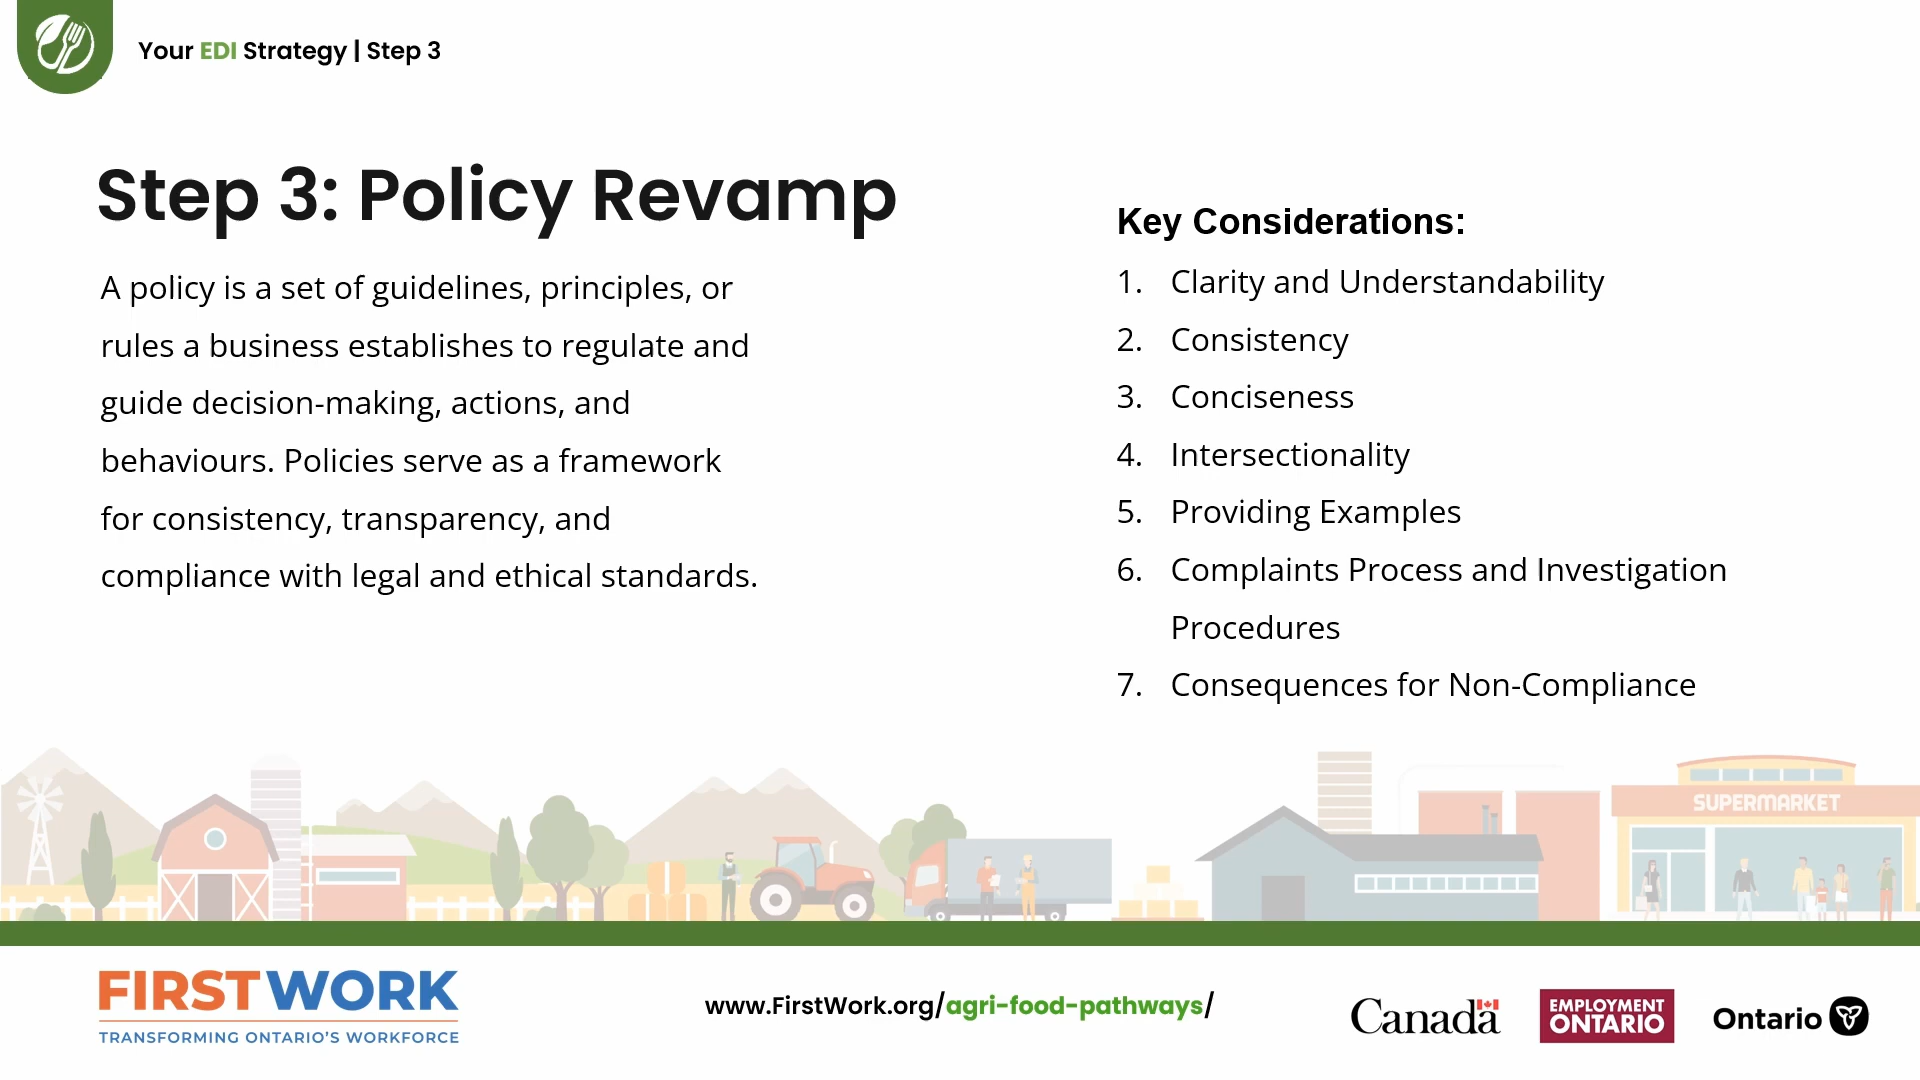 Your EDI Strategy | Step 3
Step 3: Policy Revamp
A policy is a set of guidelines, principles, or
rules a business establishes to regulate and
guide decision-making, actions, and
behaviours. Policies serve as a framework
for consistency, transparency, and
compliance with legal and ethical standards.
Key Considerations:
1. Clarity and Understandability
2. Consistency
3. Conciseness
4. Intersectionality
5. Providing Examples
6. Complaints Process and Investigation
Procedures
7. Consequences for Non-Compliance
SUPERMARKET
FIRSTWORK
TRANSFORMING ONTARIO'S WORKFORCE
www.FirstWork.org/agri-food-pathways/
Canada
EMPLOYMENT
ONTARIO
Ontario